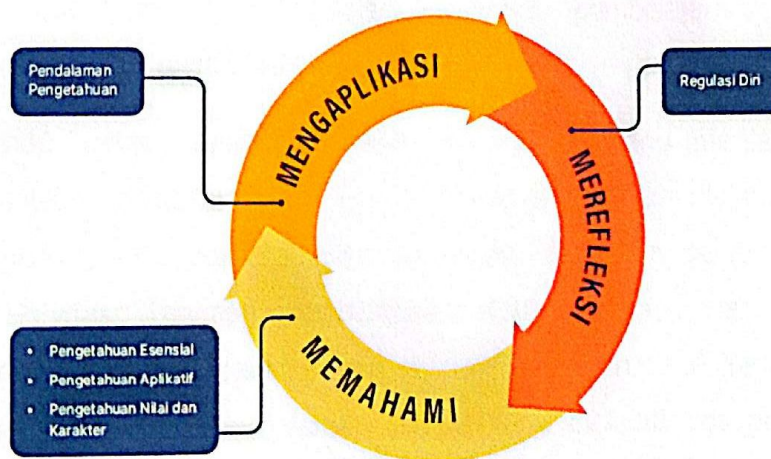 Pendalaman
Pengetahuan
MENGAPLIKASI
Regulasi Diri
MEREFLEKSI
• Pengetahuan Esensial
• Pengetahuan Aplikatif
• Pengetahuan Nilai dan
Karakter
MEMAHAMI